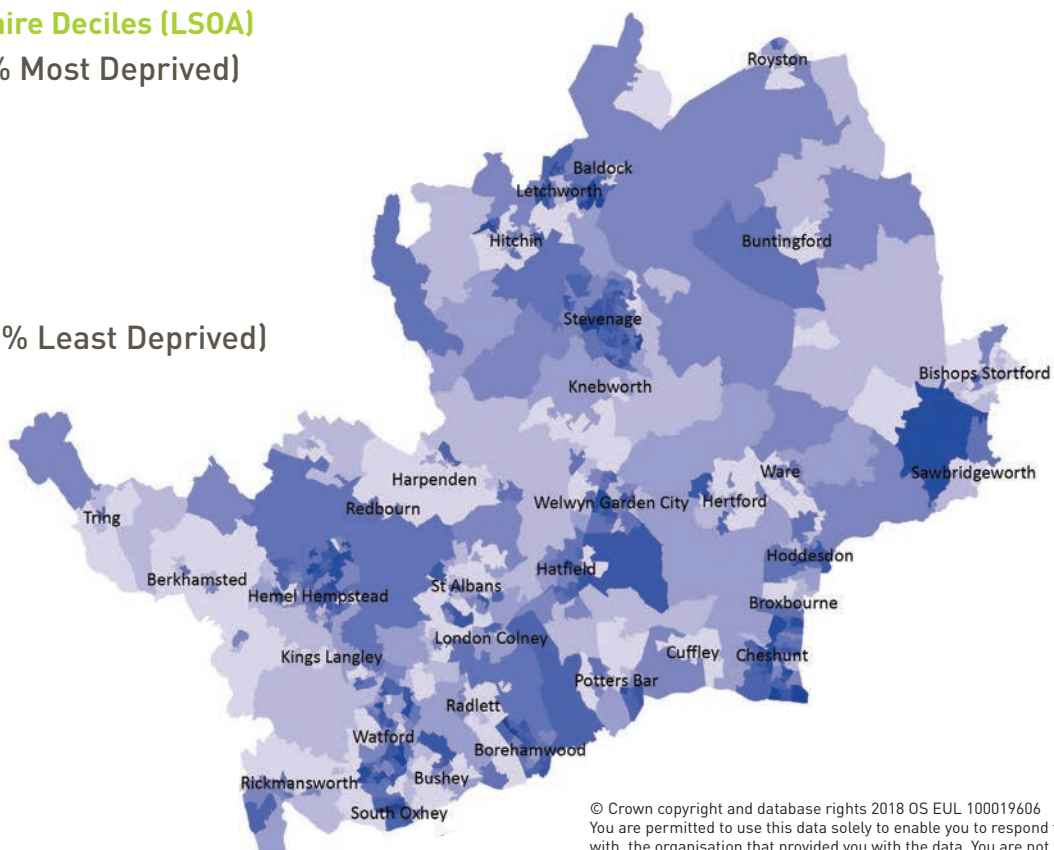 ire Deciles (LSOA)
% Most Deprived)
% Least Deprived)
Royston
Baldock
Letchworth
Hitchin
Buntingford
Stevenage
Bishops Stortford
Knebworth
Sawbridgeworth
Ware
Harpenden
Welwyn Garden City
Hertford
Redbourn
Tring
Hoddesdon
Hatfield
Berkhamsted
St Albans
Hemel Hempstead
Broxbourne
London Colney
Cuffley
Cheshunt
Kings Langley
Potters Bar
Radlett
Watford
Borehamwood
Bushey
Rickmansworth
South Oxhey
© Crown copyright and database rights 2018 OS EUL 100019606
You are permitted to use this data solely to enable you to respond
with, the organisation that provided you with the data. You are not